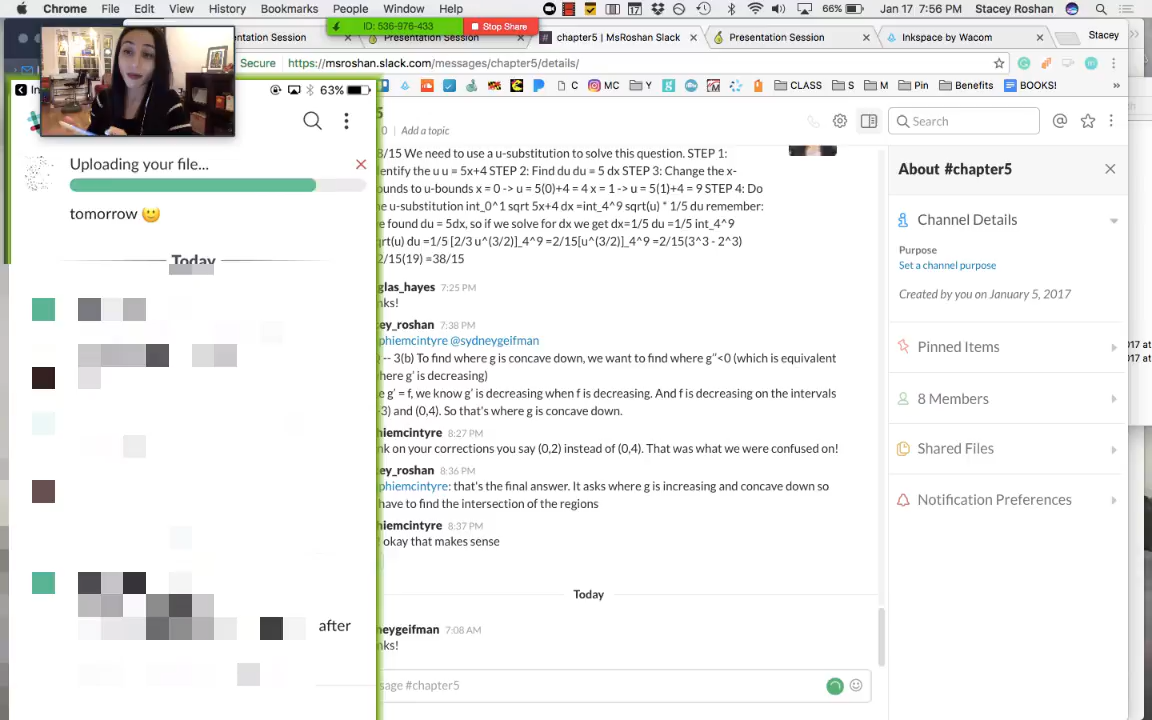 Chrome File Edit View History Bookmarks People Window Help 66% Jan 17 7:56 PM Stacey Roshan
ID: 536-976-433 Stop Share
entation Session Presentation Session chapter5 | MsRoshan Slack Presentation Session Inkspace by Wacom Stacey
Secure https://msroshan.slack.com/messages/chapter5/details/
C MC Y CLASS S M Pin Benefits BOOKS! »
63%
Uploading your file...
tomorrow
Today
after
5
0 Add a topic
Search
8/15 We need to use a u-substitution to solve this question. STEP 1:
entify the u u = 5x+4 STEP 2: Find du du = 5 dx STEP 3: Change the x-
ounds to u-bounds x = 0 -> u = 5(0)+4 = 4 x = 1 -> u = 5(1)+4 = 9 STEP 4: Do
e u-substitution int_0^1 sqrt 5x+4 dx =int_4^9 sqrt(u) * 1/5 du remember:
e found du = 5dx, so if we solve for dx we get dx=1/5 du =1/5 int_4^9
qrt(u) du =1/5 [2/3 u^(3/2)]_4^9 =2/15[u^(3/2)]_4^9 =2/15(3^3 - 2^3)
2/15(19) =38/15
glas_hayes 7:25 PM
nks!
ey_roshan 7:38 PM
phiemcintyre @sydneygeifman
-- 3(b) To find where g is concave down, we want to find where g"<0 (which is equivalent
here g' is decreasing)
e g' = f, we know g' is decreasing when f is decreasing. And f is decreasing on the intervals
-3) and (0,4). So that's where g is concave down.
hiemcintyre 8:27 PM
nk on your corrections you say (0,2) instead of (0,4). That was what we were confused on!
ey_roshan 8:36 PM
phiemcintyre: that's the final answer. It asks where g is increasing and concave down so
have to find the intersection of the regions
hiemcintyre 8:37 PM
okay that makes sense
Today
neygeifman 7:08 AM
nks!
sage #chapter5
About #chapter5
Channel Details
Purpose
Set a channel purpose
Created by you on January 5, 2017
Pinned Items
8 Members
Shared Files
Notification Preferences
017 at
017 at